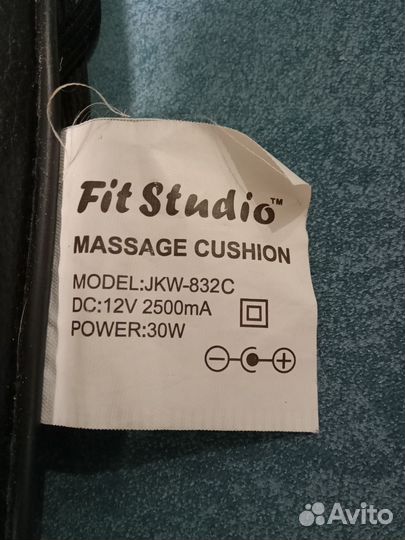 Fit Studio™
MASSAGE CUSHION
MODEL:JKW-832C
DC:12V 2500mA
POWER:30W
Avito